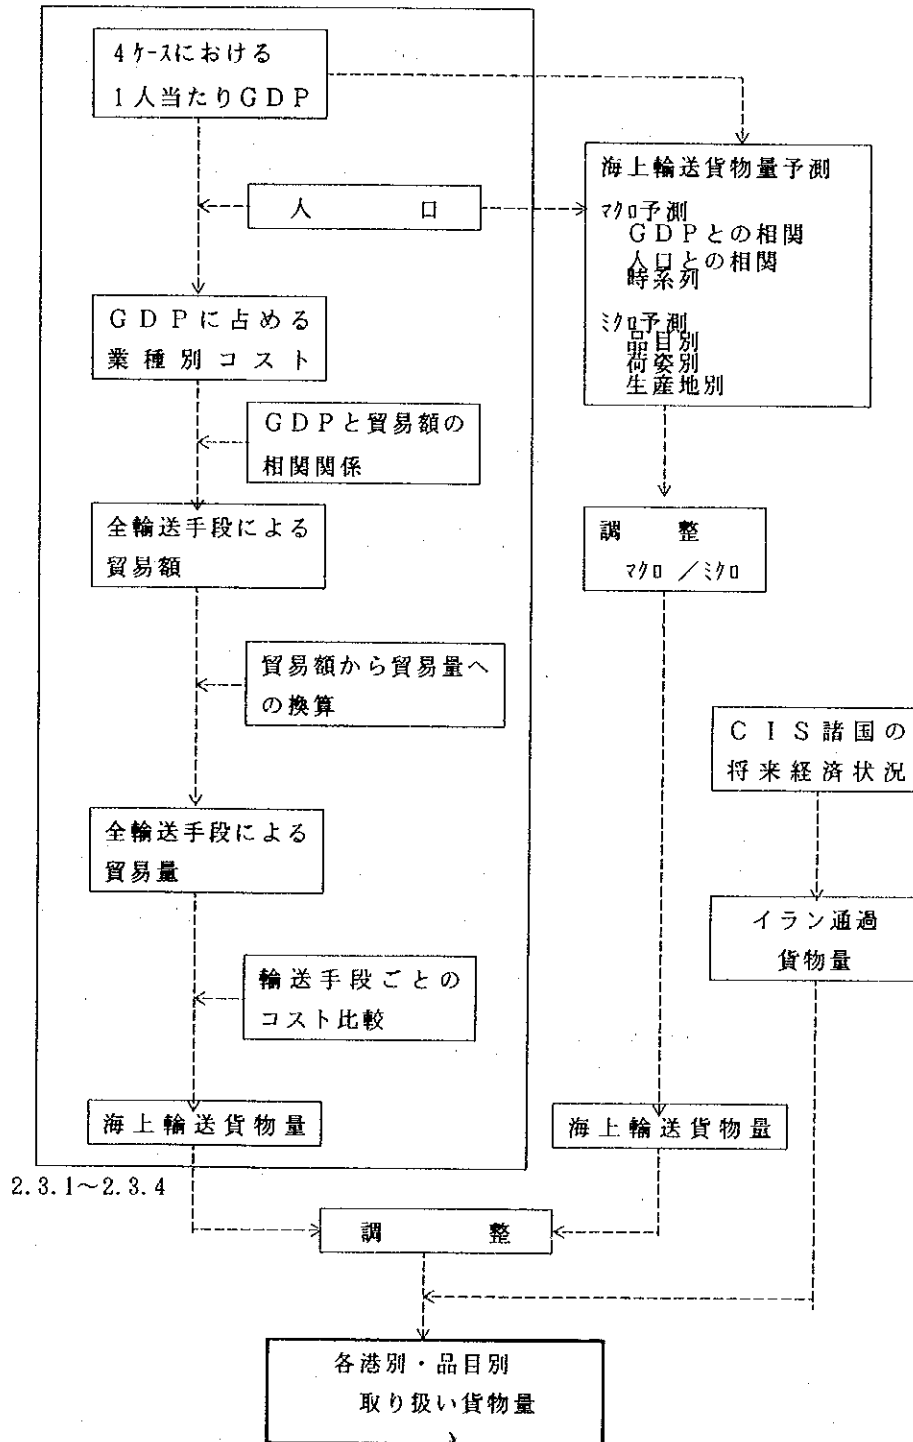 4ケースにおける
1人当たりGDP
人口
GDPに占める
業種別コスト
GDPと貿易額の
相関関係
全輸送手段による
貿易額
貿易額から貿易量へ
の換算
全輸送手段による
貿易量
輸送手段ごとの
コスト比較
海上輸送貨物量
2.3.1～2.3.4
海上輸送貨物量予測
マクロ予測
GDPとの相関
人口との相関
時系列
ミクロ予測
品目別
荷姿別
生産地別
調整
マクロ／ミクロ
海上輸送貨物量
CIS諸国の
将来経済状況
イラン通過
貨物量
調整
各港別・品目別
取り扱い貨物量